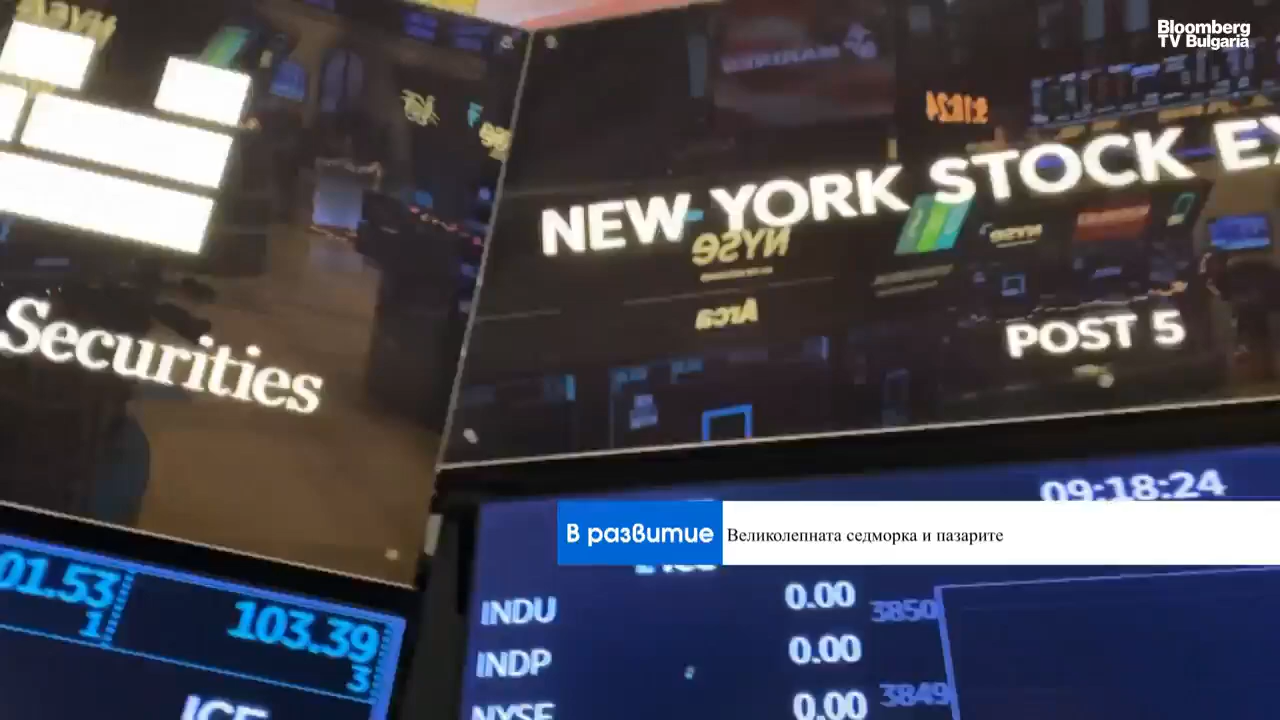 Bloomberg
TV Bulgaria
NEW YORK STOCK EX
NYSE
Arca
POST 5
Securities
09:18:24
В развитие
Великолепната седморка и пазарите
01.53
1
103.39
3
ICE
INDU 0.00 3850
INDP 0.00
NYSE 0.00 3849